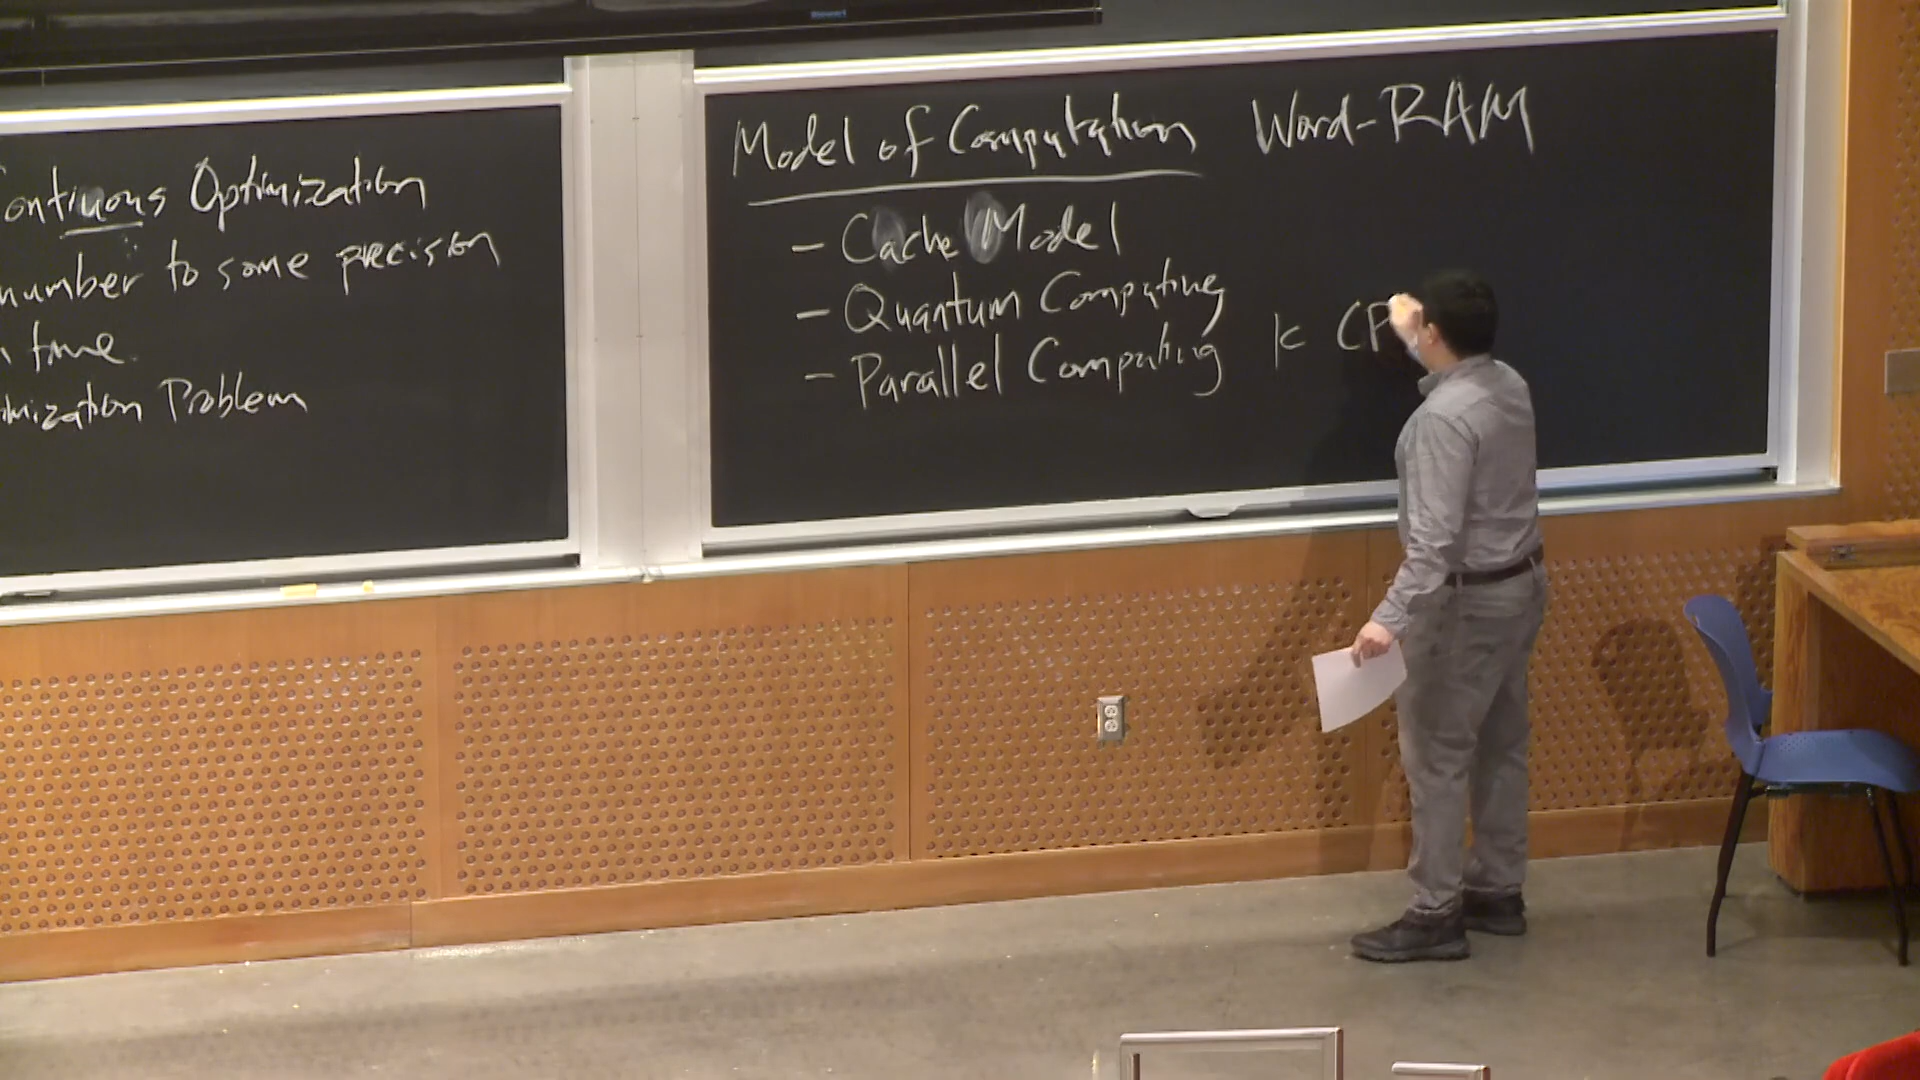 ontinuous Optimization
number to some precision
time.
imization Problem
Model of Computation Word-RAM
- Cache Model
- Quantum Computing
- Parallel Computing k CP